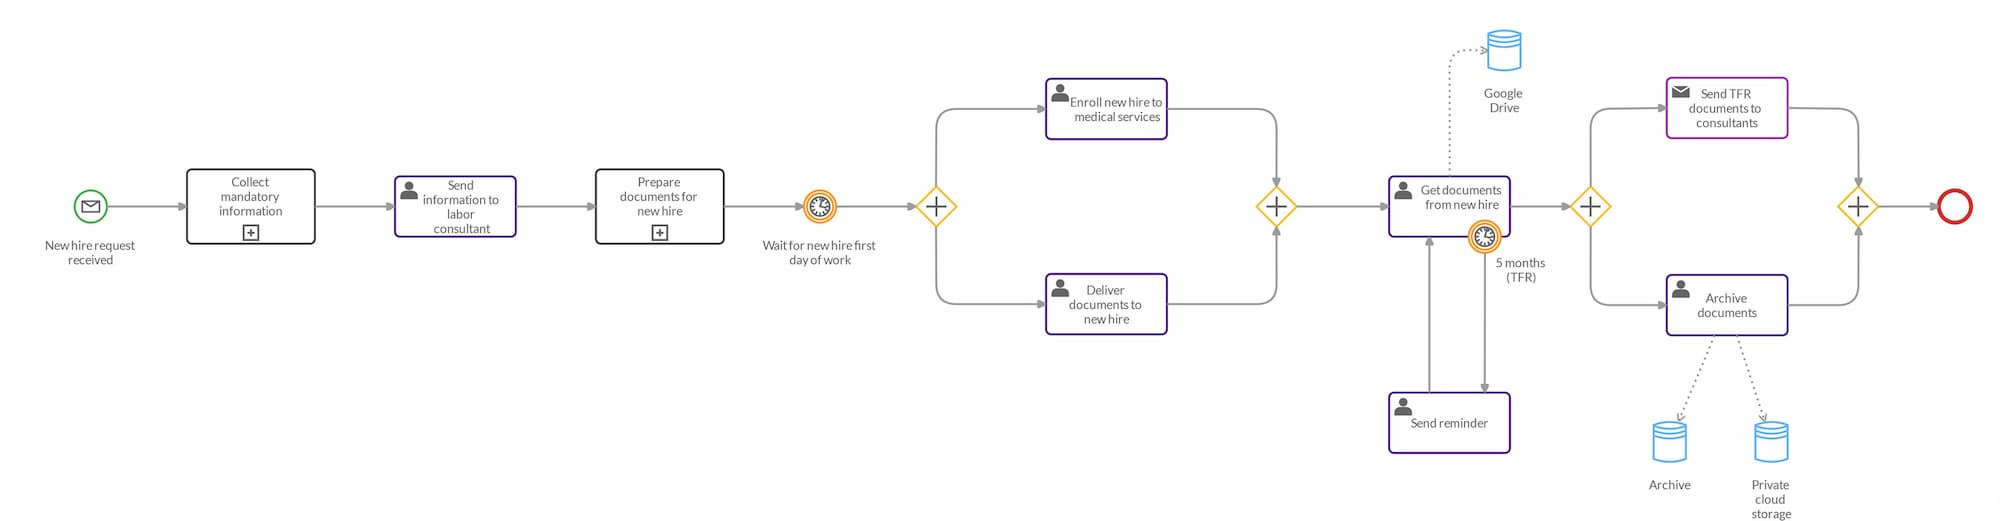 New hire request
received
Collect
mandatory
information
Send
information to
labor
consultant
Prepare
documents for
new hire
Wait for new hire first
day of work
Enroll new hire to
medical services
Deliver
documents to
new hire
Google
Drive
Get documents
from new hire
5 months
(TFR)
Send reminder
Send TFR
documents to
consultants
Archive
documents
Archive
Private
cloud
storage